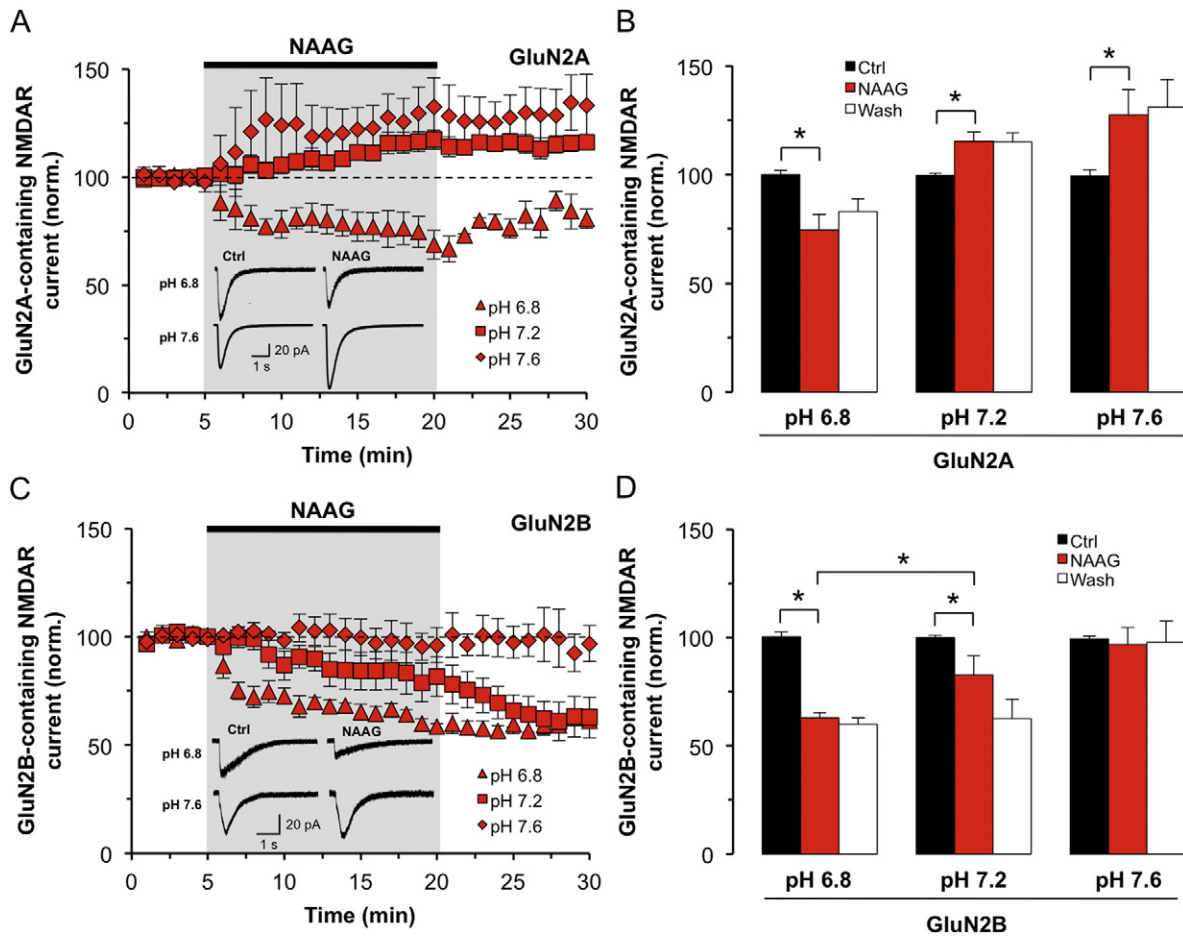 A
NAAG
GluN2A
150
100
50
0
GluN2A-containing NMDAR
current (norm.)
Ctrl
NAAG
pH 6.8
pH 7.6
20 pA
1 s
pH 6.8
pH 7.2
pH 7.6
0 5 10 15 20 25 30
Time (min)
B
Ctrl
NAAG
Wash
*
*
*
150
100
50
0
GluN2A-containing NMDAR
current (norm.)
pH 6.8 pH 7.2 pH 7.6
GluN2A
C
NAAG
GluN2B
150
100
50
0
GluN2B-containing NMDAR
current (norm.)
Ctrl
NAAG
pH 6.8
pH 7.6
20 pA
1 s
pH 6.8
pH 7.2
pH 7.6
0 5 10 15 20 25 30
Time (min)
D
Ctrl
NAAG
Wash
*
*
*
150
100
50
0
GluN2B-containing NMDAR
current (norm.)
pH 6.8 pH 7.2 pH 7.6
GluN2B